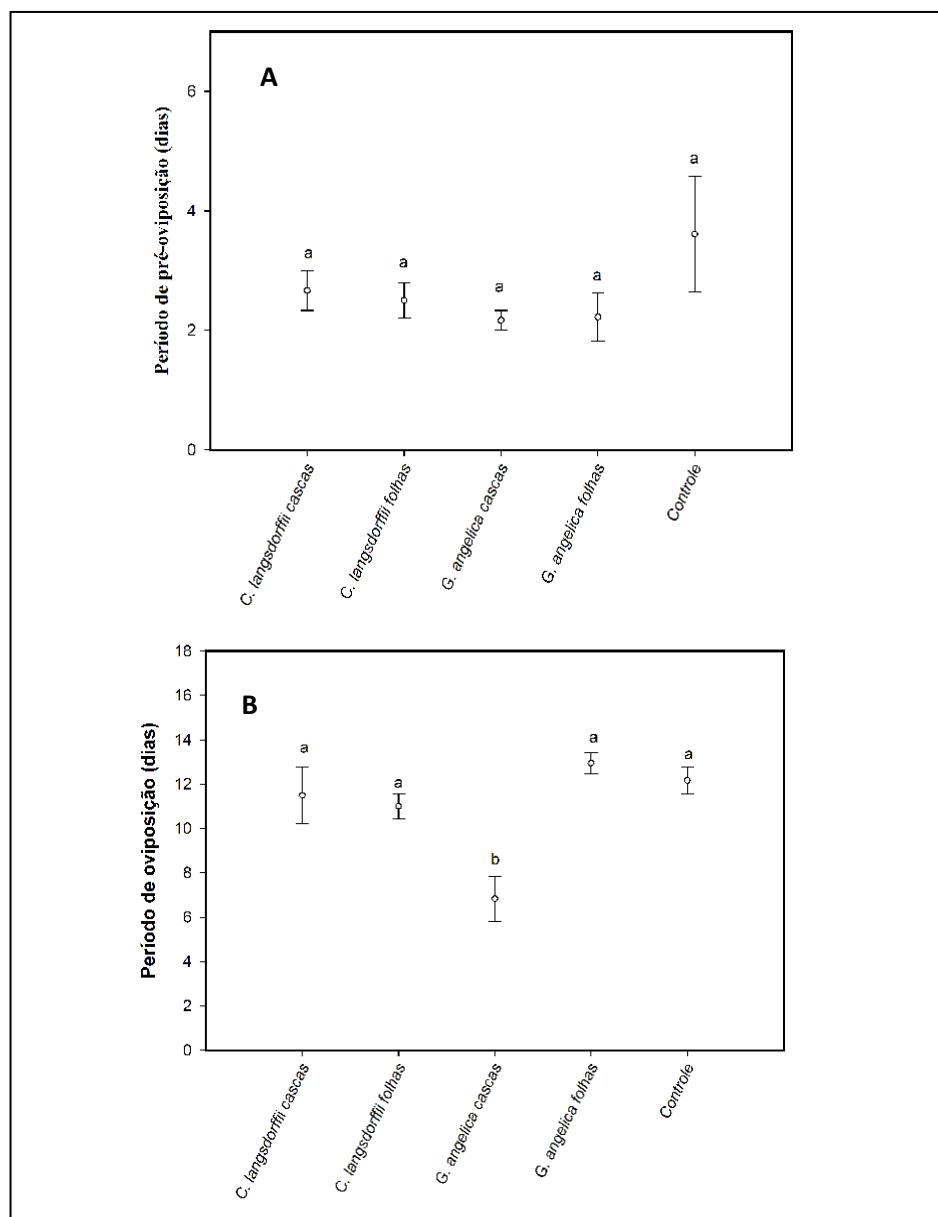 A
Período de pré-oviposição (dias)
6
4
2
0
a
a
a
a
a
C. langsdorffii cascas
C. langsdorffii folhas
G. angelica cascas
G. angelica folhas
Controle
B
Período de oviposição (dias)
18
16
14
12
10
8
6
4
2
0
a
a
b
a
a
C. langsdorffii cascas
C. langsdorffii folhas
G. angelica cascas
G. angelica folhas
Controle